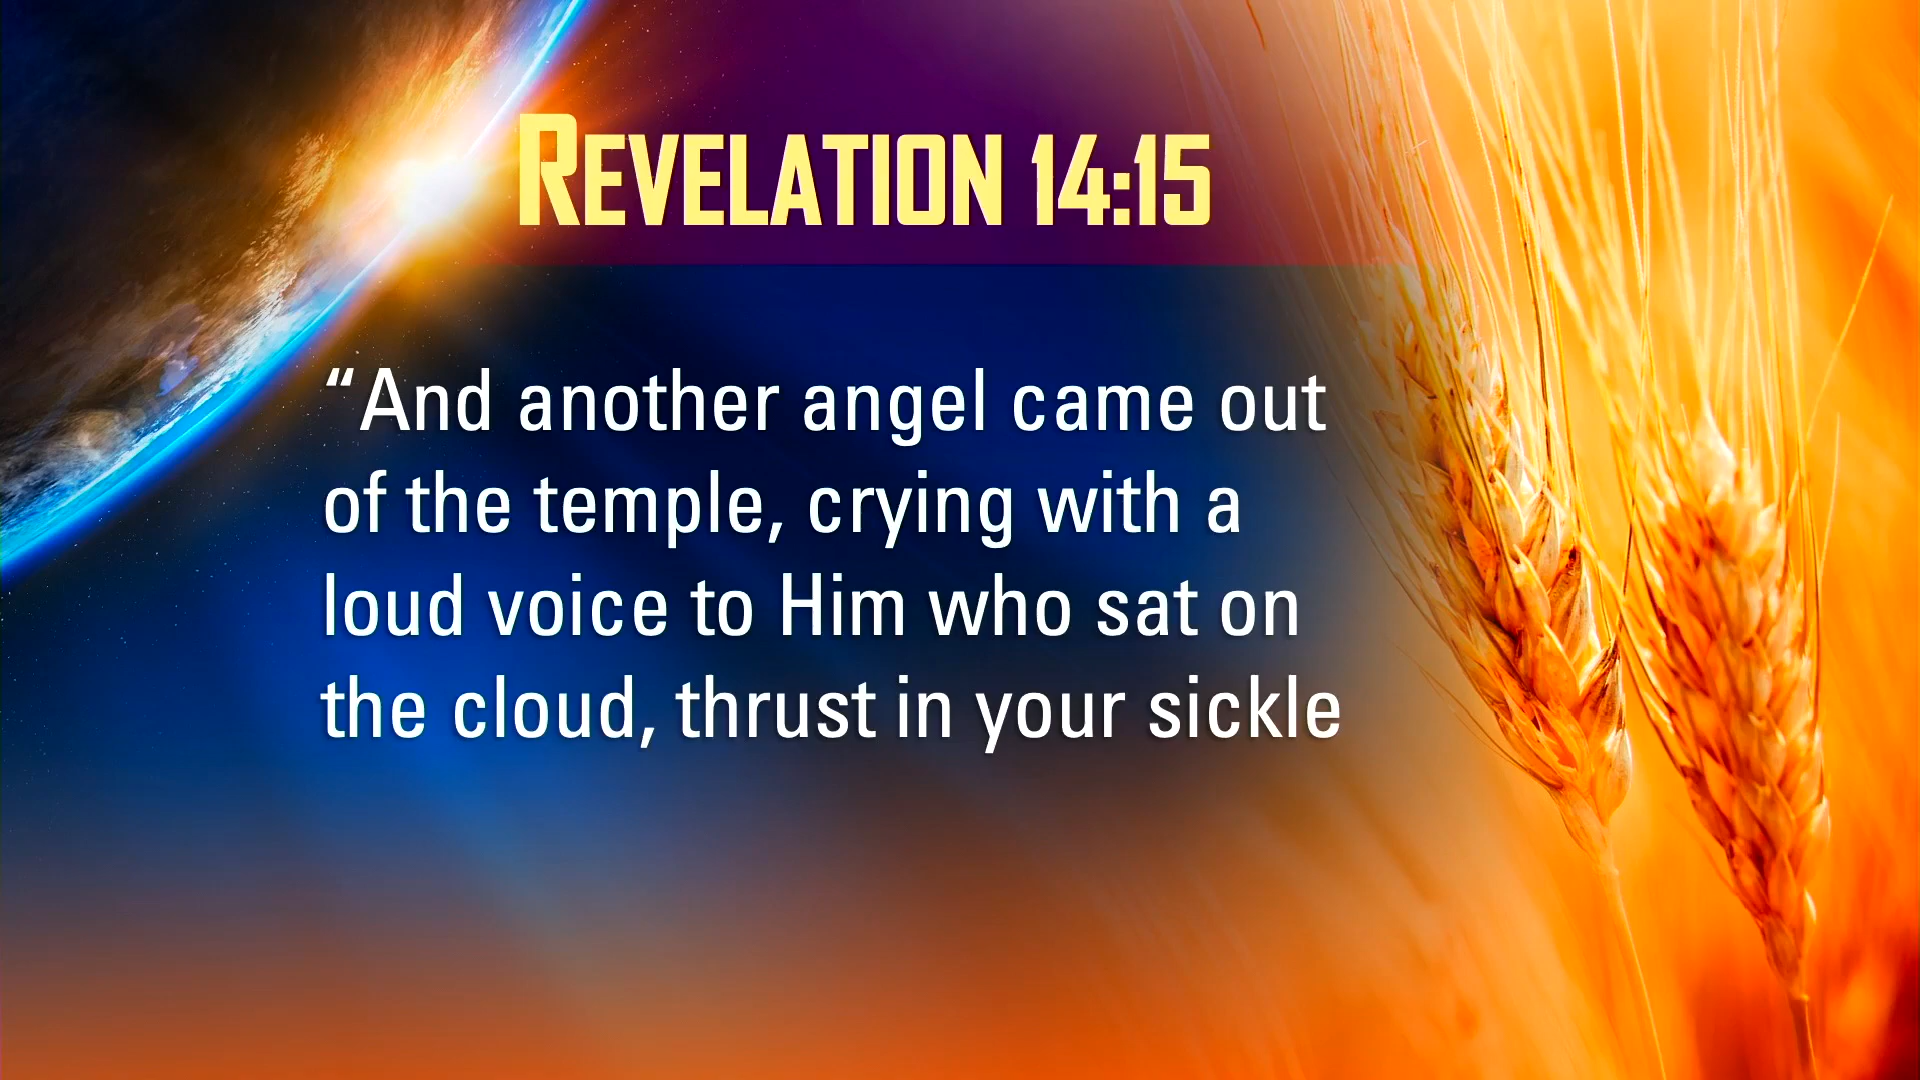 REVELATION 14:15
“And another angel came out
of the temple, crying with a
loud voice to Him who sat on
the cloud, thrust in your sickle